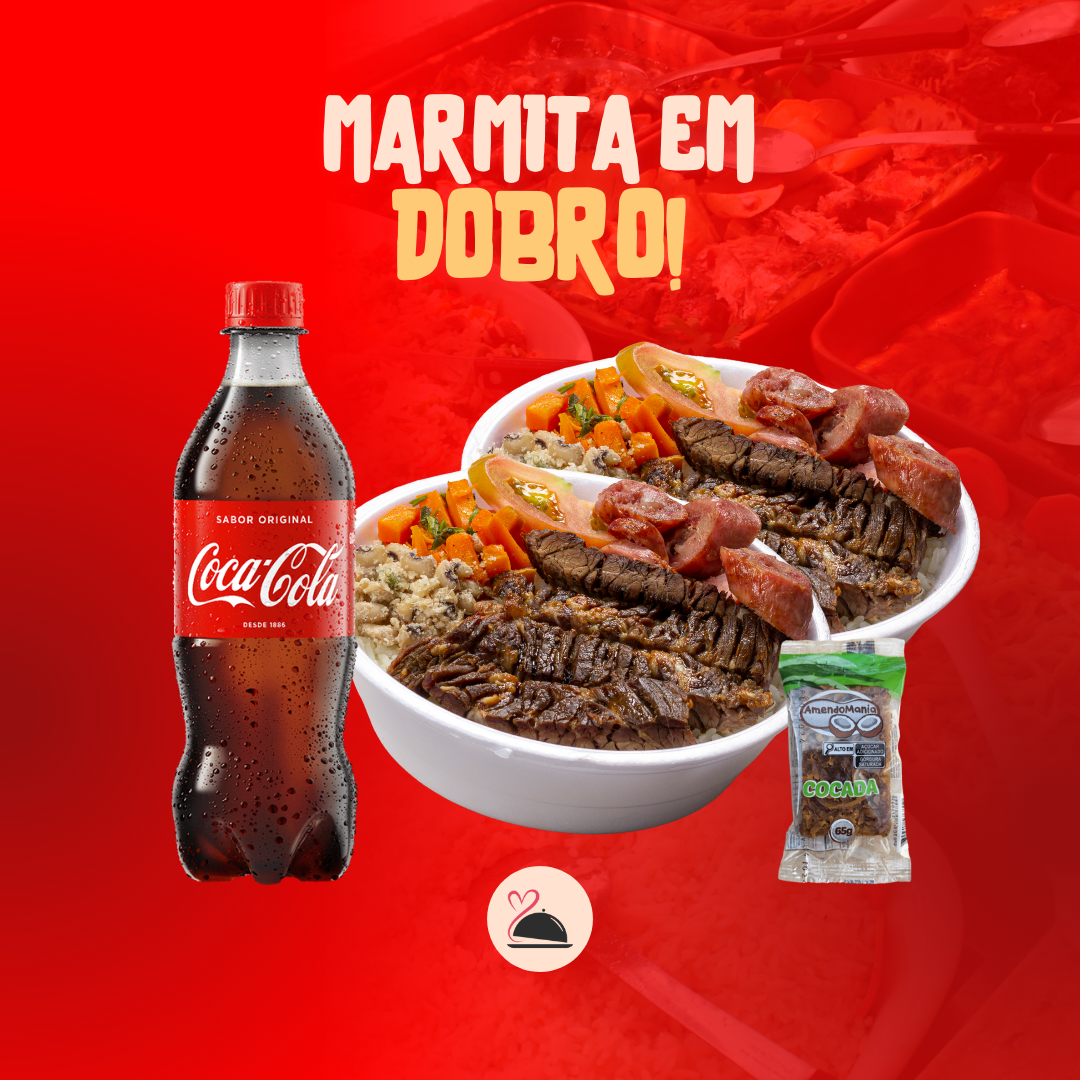 MARMITA EM
DOBRO!
SABOR ORIGINAL
Coca-Cola
DESDE 1886
AmendoMania
ALTO EM
AÇÚCAR
ADICIONADO
GORDURA
SATURADA
COCADA
65g